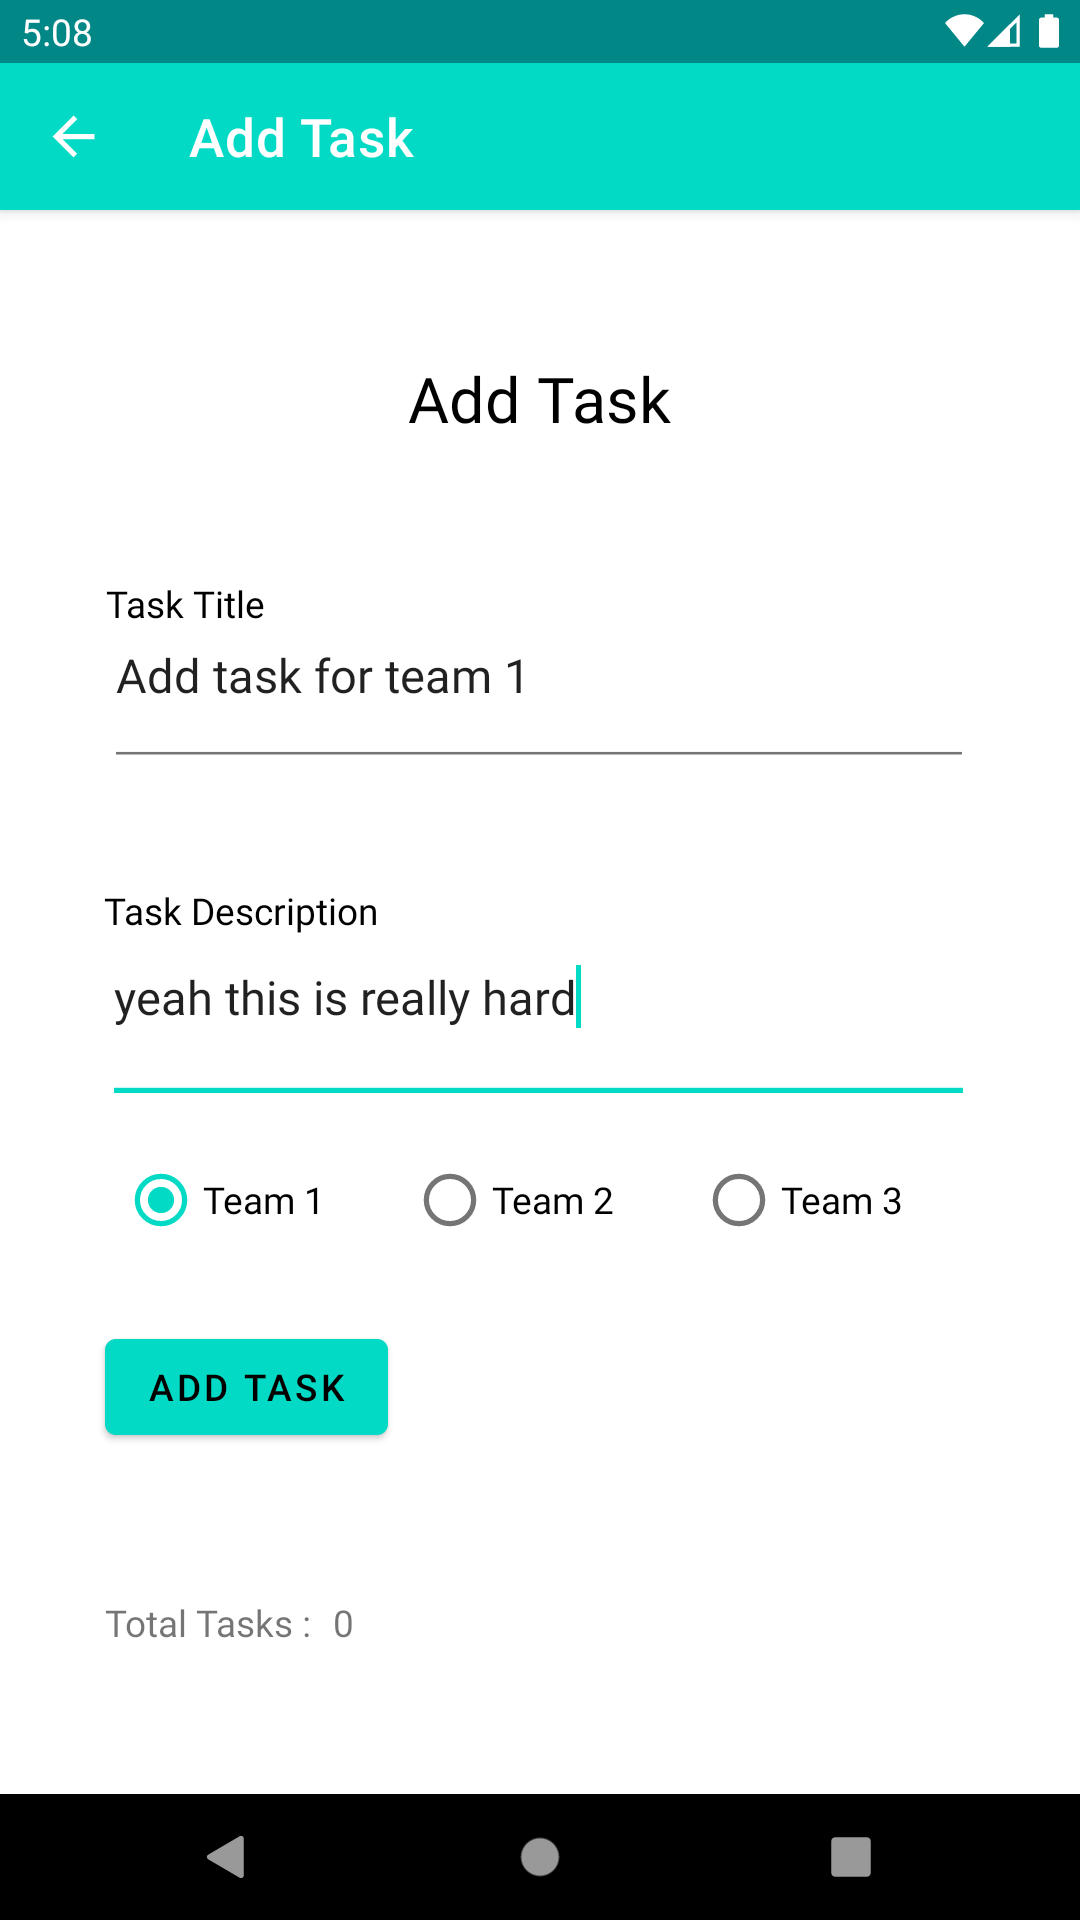 5:08
Add Task
Add Task
Task Title
Add task for team 1
Task Description
yeah this is really hard
Team 1 Team 2 Team 3
ADD TASK
Total Tasks : 0